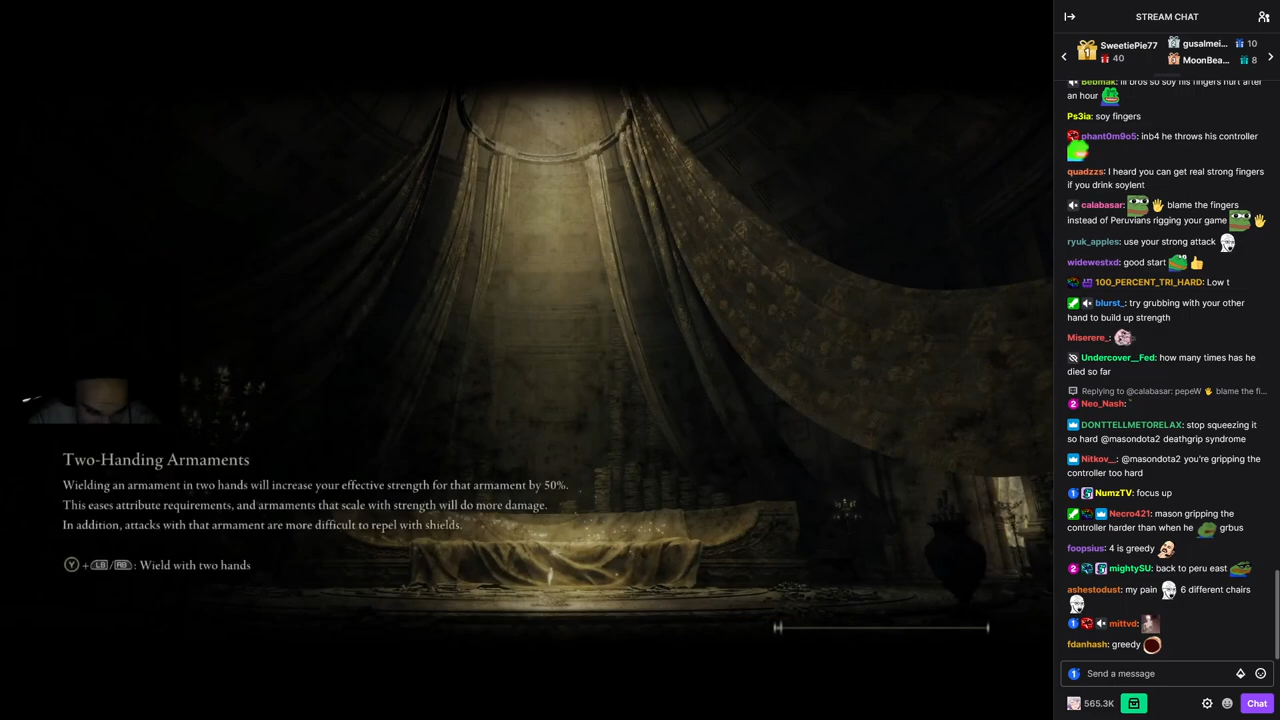 STREAM CHAT
SweetiePie77
40
gusalmei... 10
MoonBea... 8
Bebmak: lil bros so soy his fingers hurt after
an hour
Ps3ia: soy fingers
phant0m9o5: inb4 he throws his controller
quadzzs: I heard you can get real strong fingers
if you drink soylent
calabasar: blame the fingers
instead of Peruvians rigging your game
ryuk_apples: use your strong attack
widewestxd: good start
100_PERCENT_TRI_HARD: Low t
blurst_: try grubbing with your other
hand to build up strength
Miserere_:
Undercover__Fed: how many times has he
died so far
Replying to @calabasar: pepeW blame the fi...
Neo_Nash:
DONTTELLMETORELAX: stop squeezing it
so hard @masondota2 deathgrip syndrome
Nitkov__: @masondota2 you're gripping the
controller too hard
NumzTV: focus up
Necro421: mason gripping the
controller harder than when he grbus
foopsius: 4 is greedy
mightySU: back to peru east
ashestodust: my pain 6 different chairs
mittvd:
fdanhash: greedy
Send a message
565.3K
Chat
Two-Handing Armaments
Wielding an armament in two hands will increase your effective strength for that armament by 50%.
This eases attribute requirements, and armaments that scale with strength will do more damage.
In addition, attacks with that armament are more difficult to repel with shields.
Y + LB / RB : Wield with two hands